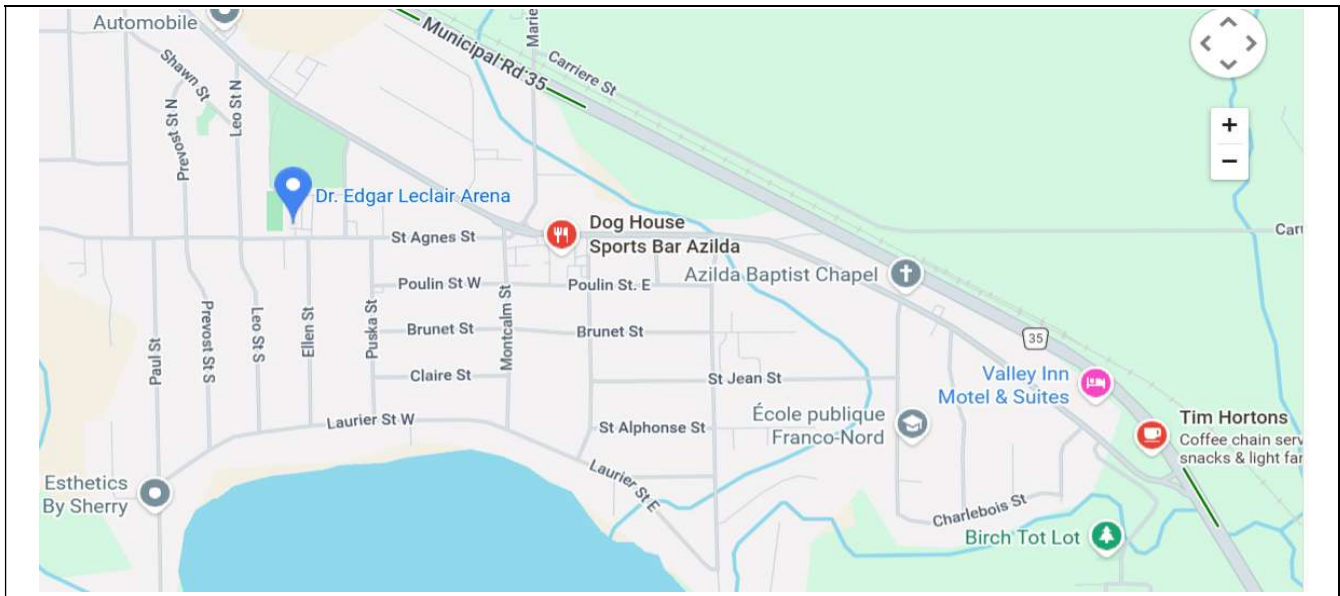 Automobile
Municipal Rd 35
Marie
Carriere St
Shawn St
Prevost St N
Leo St N
+
−
Dr. Edgar Leclair Arena
Dog House
Sports Bar Azilda
St Agnes St
Azilda Baptist Chapel
Poulin St W
Poulin St. E
Paul St
Prevost St S
Leo St S
Ellen St
Puska St
Brunet St
Montcalm St
Brunet St
35
Claire St
St Jean St
Valley Inn
Motel & Suites
Laurier St W
St Alphonse St
École publique
Franco-Nord
Tim Hortons
Coffee chain serv
snacks & light far
Laurier St E
Esthetics
By Sherry
Charlebois St
Birch Tot Lot